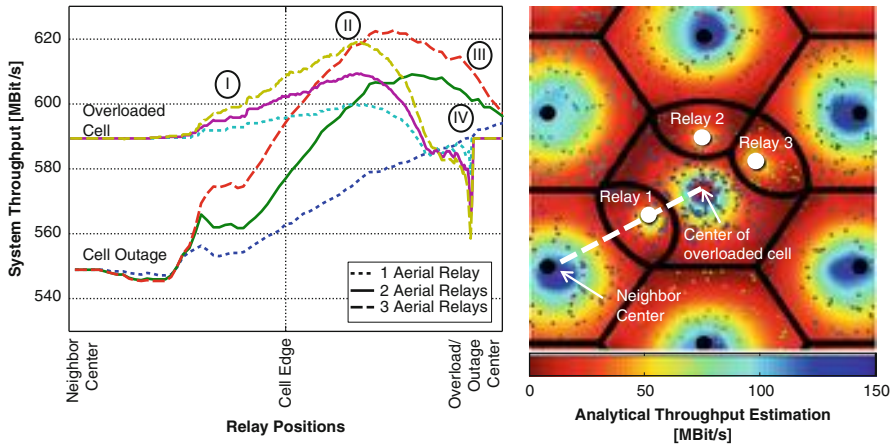 System Throughput [MBit/s]
620
600
580
560
540
I
II
III
IV
Overloaded
Cell
Cell Outage
1 Aerial Relay
2 Aerial Relays
3 Aerial Relays
Neighbor
Center
Cell Edge
Overload/
Outage
Center
Relay Positions
Relay 2
Relay 3
Relay 1
Center of
overloaded cell
Neighbor
Center
0
50
100
150
Analytical Throughput Estimation
[MBit/s]